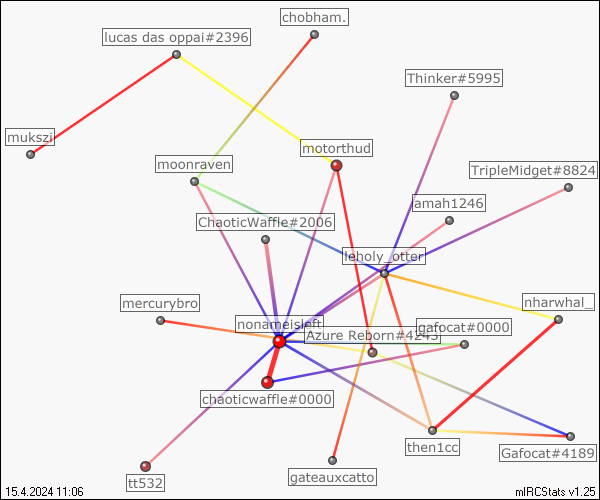 chobham.
lucas das oppai#2396
Thinker#5995
mukszi
motorthud
moonraven
TripleMidget#8824
amah1246
ChaoticWaffle#2006
leholy_otter
mercurybro
nharwhal_
nonameisleft
gafocat#0000
Azure Reborn#4243
chaoticwaffle#0000
then1cc
Gafocat#4189
tt532
gateauxcatto
15.4.2024 11:06
mIRCStats v1.25